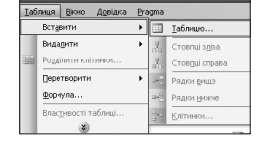 Таблиця Вікно Довідка Pragma
Вставити
Видалити
Розділити клітинки...
Перетворити
Формула...
Властивості таблиці...
Таблицю...
Стовпці зліва
Стовпці справа
Рядки вище
Рядки нижче
Клітинки...